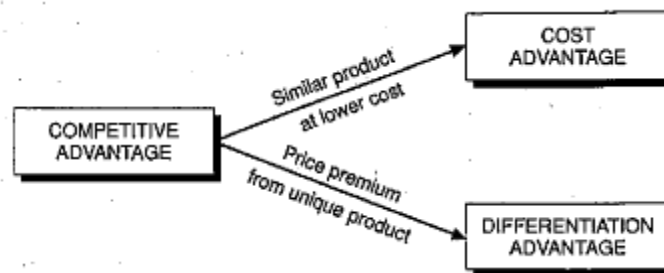 COST
ADVANTAGE
Similar product
at lower cost
COMPETITIVE
ADVANTAGE
Price premium
from unique product
DIFFERENTIATION
ADVANTAGE